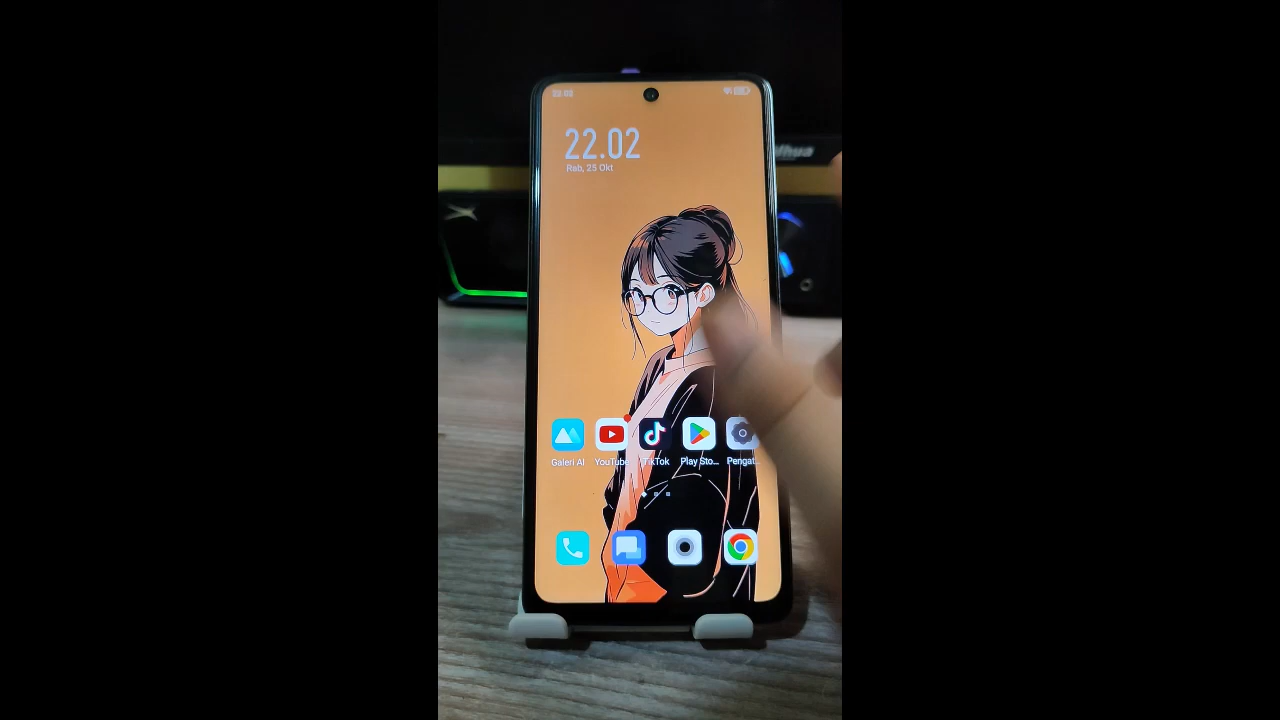 22.02
Rab, 25 Okt
Galeri AI
YouTube
TikTok
Play Sto...
Pengat...